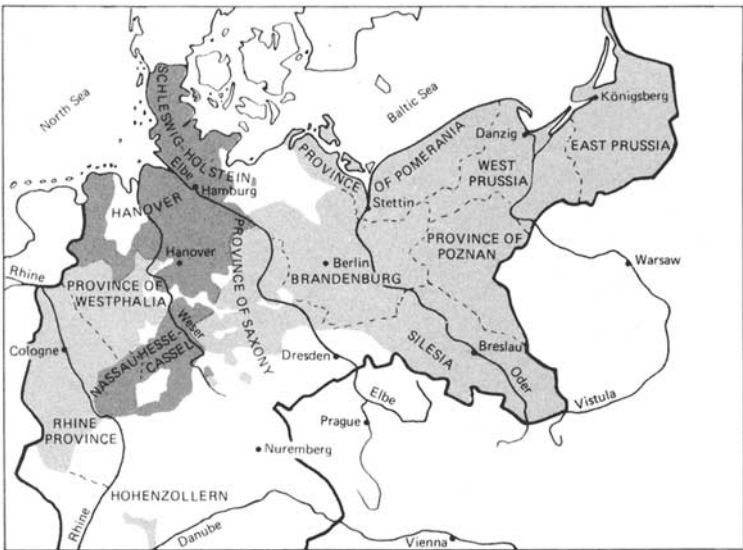 North Sea
Baltic Sea
SCHLESWIG-HOLSTEIN
Elbe
Hamburg
HANOVER
Hanover
PROVINCE OF POMERANIA
Stettin
Danzig
WEST
PRUSSIA
Königsberg
EAST PRUSSIA
PROVINCE OF
POZNAN
Warsaw
Berlin
BRANDENBURG
PROVINCE OF SAXONY
Rhine
PROVINCE OF
WESTPHALIA
Weser
NASSAU-HESSE-
CASSEL
Cologne
Dresden
SILESIA
Breslau
Oder
Vistula
Elbe
Prague
RHINE
PROVINCE
Nuremberg
HOHENZOLLERN
Rhine
Danube
Vienna